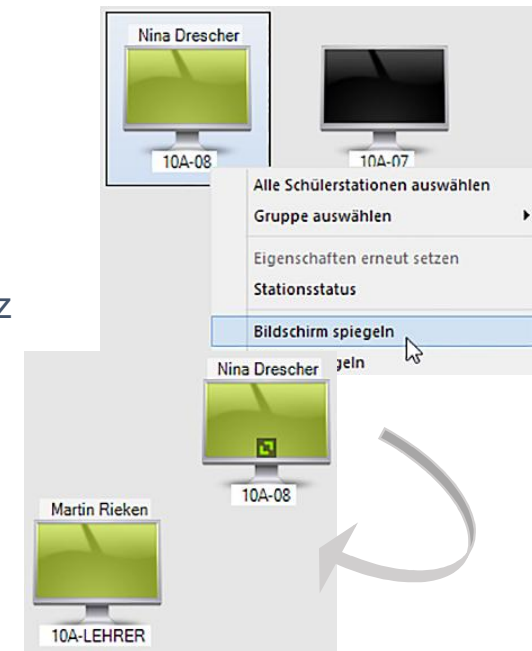 Nina Drescher
10A-08
10A-07
Alle Schülerstationen auswählen
Gruppe auswählen
Eigenschaften erneut setzen
Stationsstatus
z
Bildschirm spiegeln
geln
Nina Drescher
10A-08
Martin Rieken
10A-LEHRER